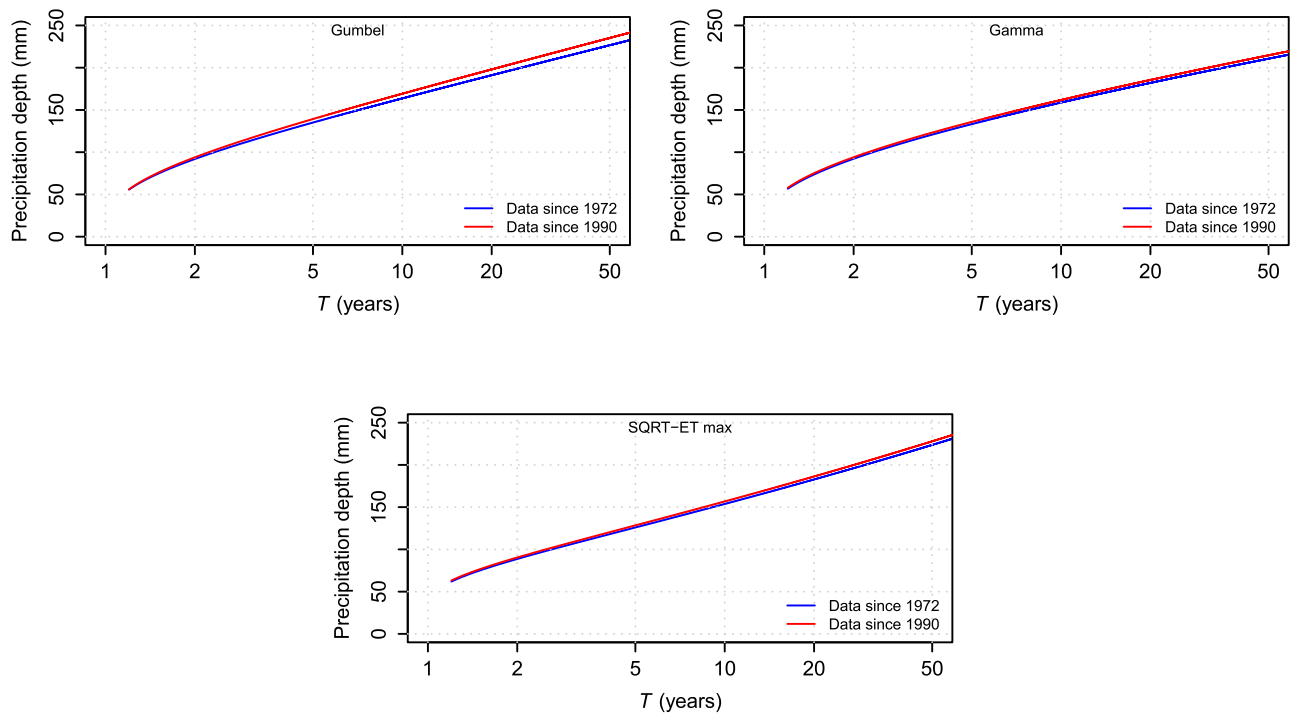 Gumbel
Precipitation depth (mm)
250
150
50
0
Data since 1972
Data since 1990
1 2 5 10 20 50
T (years)
Gamma
Precipitation depth (mm)
250
150
50
0
Data since 1972
Data since 1990
1 2 5 10 20 50
T (years)
SQRT−ET max
Precipitation depth (mm)
250
150
50
0
Data since 1972
Data since 1990
1 2 5 10 20 50
T (years)